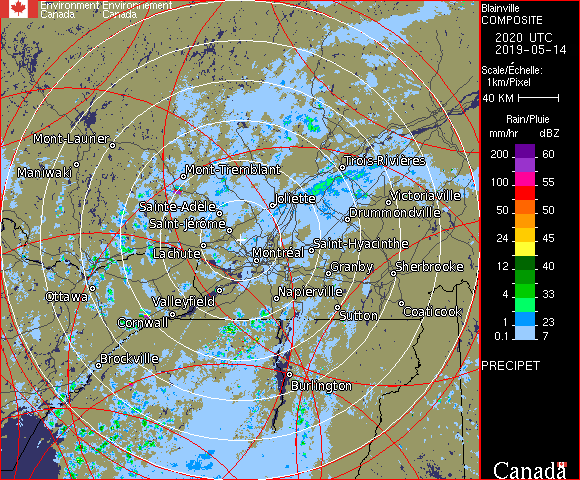 Environment Environnement
Canada Canada
Blainville
COMPOSITE
2020 UTC
2019-05-14
Scale/Échelle:
1km/Pixel
40 KM
Rain/Pluie
mm/hr dBZ
200 60
100 55
50 50
24 45
12 40
4 33
1 23
0.1 7
PRECIPET
Canada
Mont-Laurier
Maniwaki
Mont-Tremblant
Trois-Rivières
Sainte-Adèle
Joliette
Victoriaville
Drummondville
Saint-Jérôme
Lachute
Montréal
Saint-Hyacinthe
Granby
Sherbrooke
Ottawa
Valleyfield
Napierville
Cornwall
Sutton
Coaticook
Brockville
Burlington